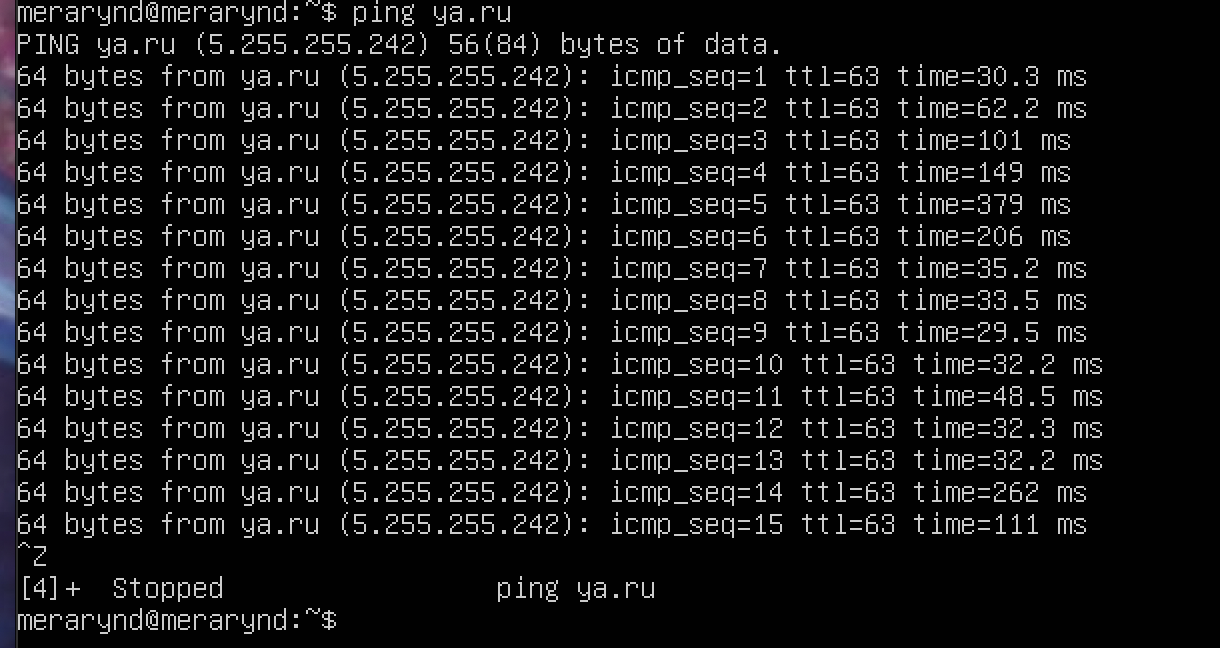 merarynd@merarynd:~$ ping ya.ru
PING ya.ru (5.255.255.242) 56(84) bytes of data.
64 bytes from ya.ru (5.255.255.242): icmp_seq=1 ttl=63 time=30.3 ms
64 bytes from ya.ru (5.255.255.242): icmp_seq=2 ttl=63 time=62.2 ms
64 bytes from ya.ru (5.255.255.242): icmp_seq=3 ttl=63 time=101 ms
64 bytes from ya.ru (5.255.255.242): icmp_seq=4 ttl=63 time=149 ms
64 bytes from ya.ru (5.255.255.242): icmp_seq=5 ttl=63 time=379 ms
64 bytes from ya.ru (5.255.255.242): icmp_seq=6 ttl=63 time=206 ms
64 bytes from ya.ru (5.255.255.242): icmp_seq=7 ttl=63 time=35.2 ms
64 bytes from ya.ru (5.255.255.242): icmp_seq=8 ttl=63 time=33.5 ms
64 bytes from ya.ru (5.255.255.242): icmp_seq=9 ttl=63 time=29.5 ms
64 bytes from ya.ru (5.255.255.242): icmp_seq=10 ttl=63 time=32.2 ms
64 bytes from ya.ru (5.255.255.242): icmp_seq=11 ttl=63 time=48.5 ms
64 bytes from ya.ru (5.255.255.242): icmp_seq=12 ttl=63 time=32.3 ms
64 bytes from ya.ru (5.255.255.242): icmp_seq=13 ttl=63 time=32.2 ms
64 bytes from ya.ru (5.255.255.242): icmp_seq=14 ttl=63 time=262 ms
64 bytes from ya.ru (5.255.255.242): icmp_seq=15 ttl=63 time=111 ms
^Z
[4]+  Stopped                 ping ya.ru
merarynd@merarynd:~$